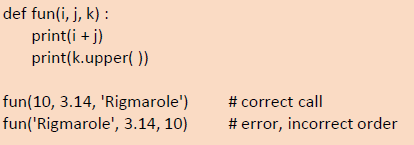 def fun(i, j, k) :
    print(i + j)
    print(k.upper( ))

fun(10, 3.14, 'Rigmarole')        # correct call
fun('Rigmarole', 3.14, 10)        # error, incorrect order